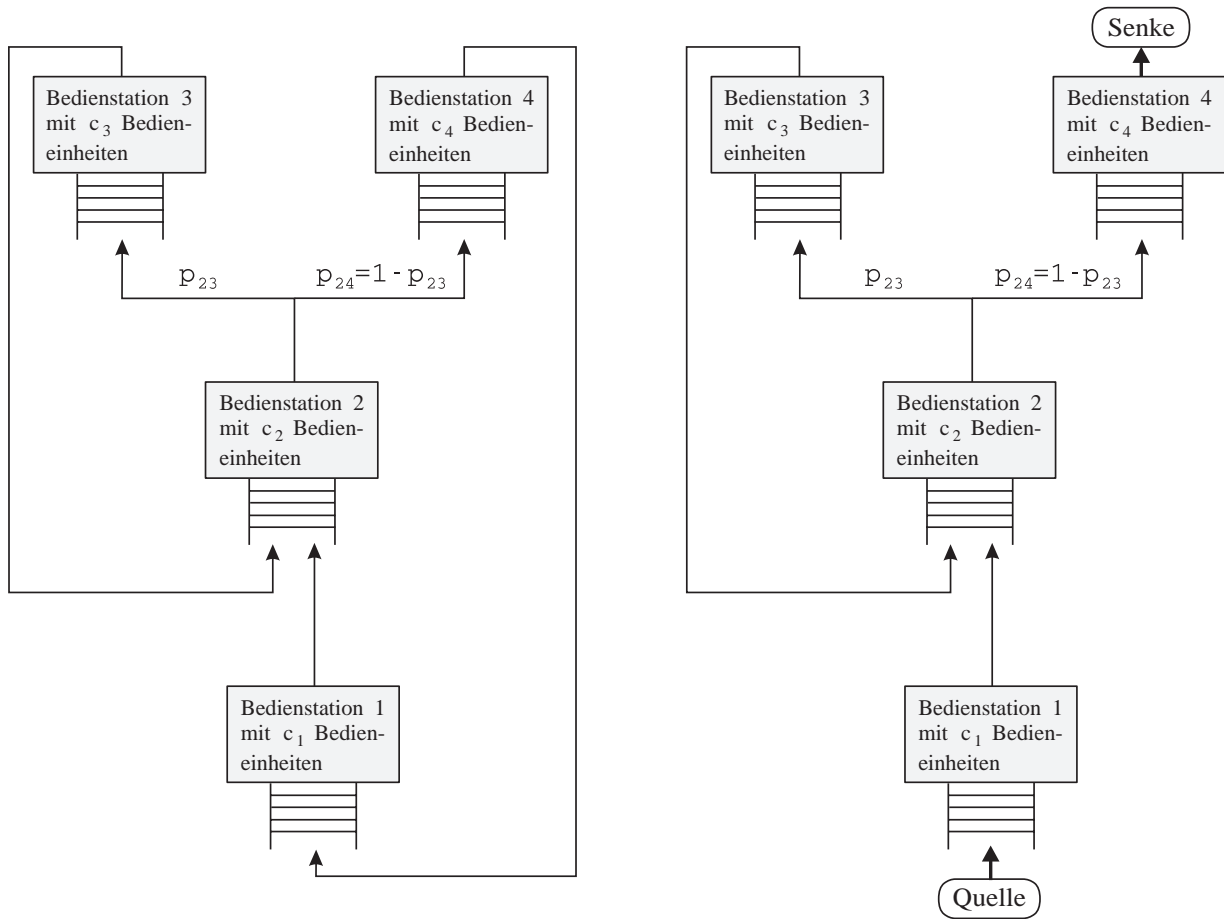 Bedienstation 3
mit c₃ Bedien-
einheiten
Bedienstation 4
mit c₄ Bedien-
einheiten
p₂₃
p₂₄=1-p₂₃
Bedienstation 2
mit c₂ Bedien-
einheiten
Bedienstation 1
mit c₁ Bedien-
einheiten
Senke
Bedienstation 3
mit c₃ Bedien-
einheiten
Bedienstation 4
mit c₄ Bedien-
einheiten
p₂₃
p₂₄=1-p₂₃
Bedienstation 2
mit c₂ Bedien-
einheiten
Bedienstation 1
mit c₁ Bedien-
einheiten
Quelle